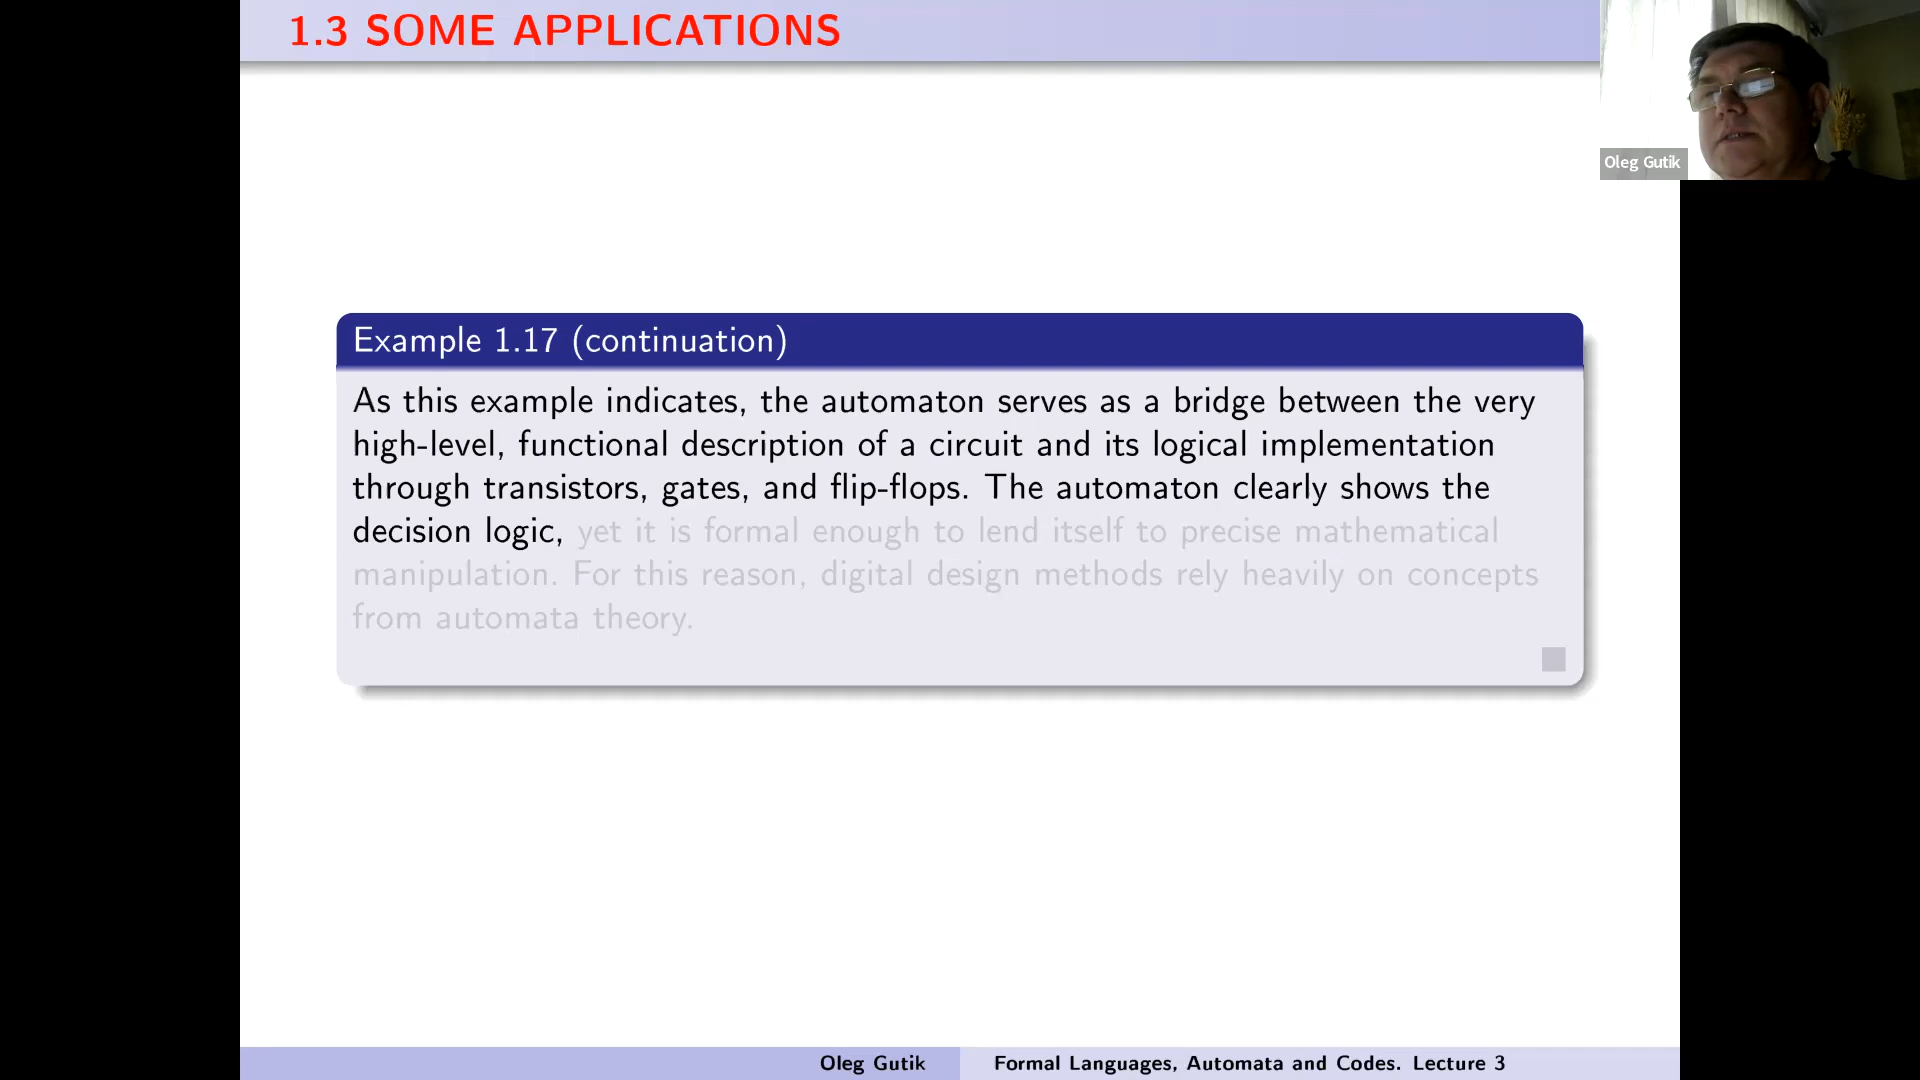 1.3 SOME APPLICATIONS
Oleg Gutik
Example 1.17 (continuation)
As this example indicates, the automaton serves as a bridge between the very
high-level, functional description of a circuit and its logical implementation
through transistors, gates, and flip-flops. The automaton clearly shows the
decision logic, yet it is formal enough to lend itself to precise mathematical
manipulation. For this reason, digital design methods rely heavily on concepts
from automata theory.
Oleg Gutik
Formal Languages, Automata and Codes. Lecture 3